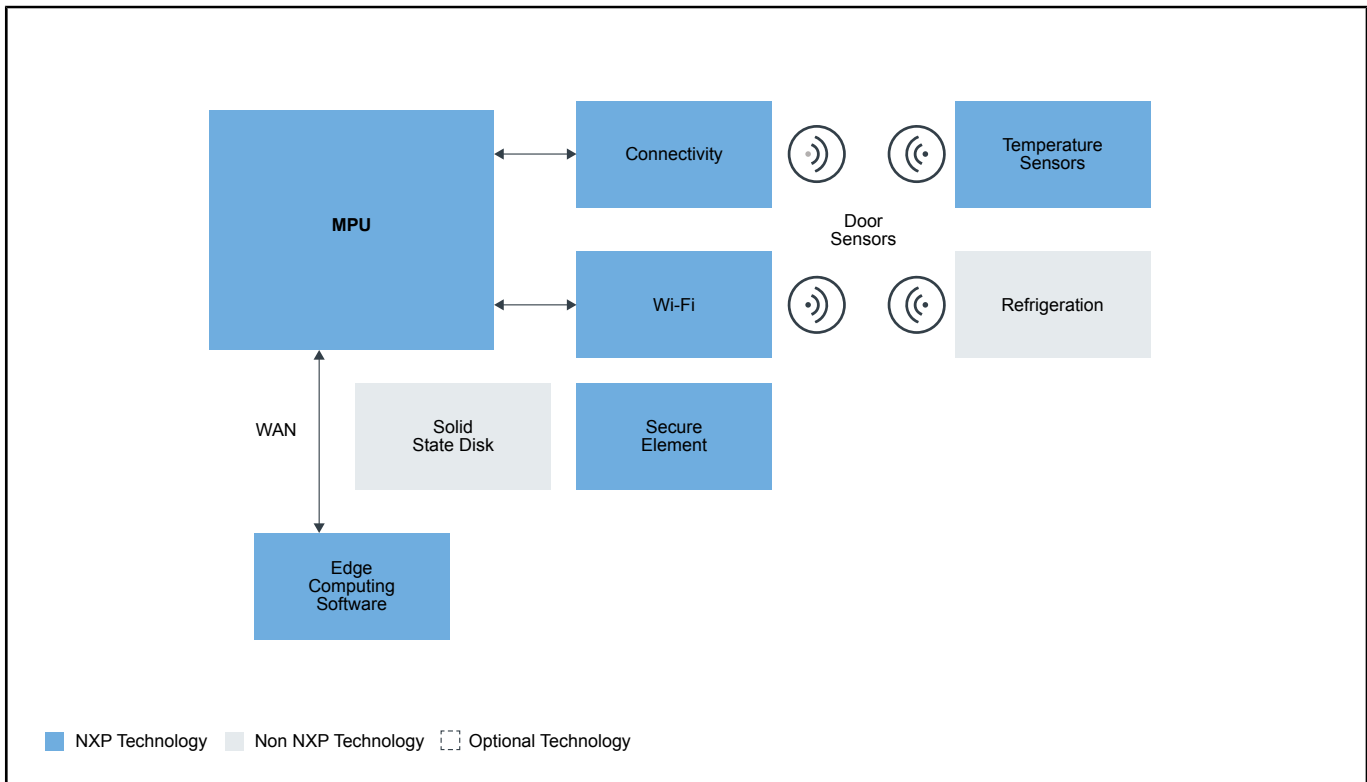 MPU
Connectivity
Temperature
Sensors
Door
Sensors
Wi-Fi
Refrigeration
WAN
Solid
State Disk
Secure
Element
Edge
Computing
Software
NXP Technology
Non NXP Technology
Optional Technology